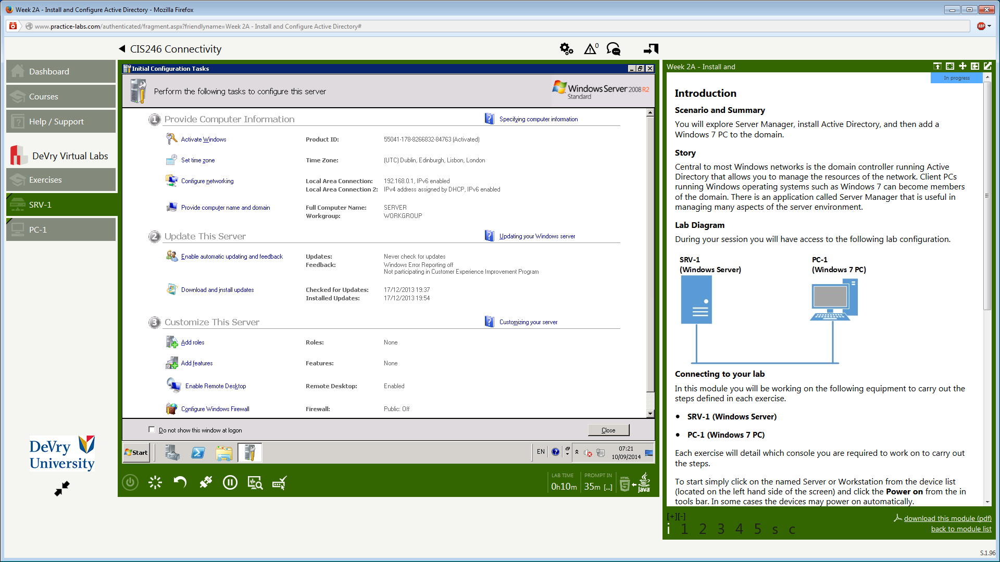 Week 2A - Install and Configure Active Directory - Mozilla Firefox
www.practice-labs.com/authenticated/fragment.aspx?friendlyname=Week 2A - Install and Configure Active Directory#
ABP
CIS246 Connectivity
0
Dashboard
Courses
Help / Support
DeVry Virtual Labs
Exercises
SRV-1
PC-1
DeVry
University
Initial Configuration Tasks
Perform the following tasks to configure this server
Windows Server 2008 R2
Standard
1 Provide Computer Information
Specifying computer information
Activate Windows
Product ID: 55041-178-8266832-84763 (Activated)
Set time zone
Time Zone: (UTC) Dublin, Edinburgh, Lisbon, London
Configure networking
Local Area Connection: 192.168.0.1, IPv6 enabled
Local Area Connection 2: IPv4 address assigned by DHCP, IPv6 enabled
Provide computer name and domain
Full Computer Name: SERVER
Workgroup: WORKGROUP
2 Update This Server
Updating your Windows server
Enable automatic updating and feedback
Updates: Never check for updates
Feedback: Windows Error Reporting off
Not participating in Customer Experience Improvement Program
Download and install updates
Checked for Updates: 17/12/2013 19:37
Installed Updates: 17/12/2013 19:54
3 Customize This Server
Customizing your server
Add roles
Roles: None
Add features
Features: None
Enable Remote Desktop
Remote Desktop: Enabled
Configure Windows Firewall
Firewall: Public: Off
Do not show this window at logon
Close
Start
EN
07:21
10/09/2014
LAB TIME
0h10m
PROMPT IN
35m [...]
HTML
5
java
Week 2A - Install and
In progress
Introduction
Scenario and Summary
You will explore Server Manager, install Active Directory, and then add a
Windows 7 PC to the domain.
Story
Central to most Windows networks is the domain controller running Active
Directory that allows you to manage the resources of the network. Client PCs
running Windows operating systems such as Windows 7 can become members
of the domain. There is an application called Server Manager that is useful in
managing many aspects of the server environment.
Lab Diagram
During your session you will have access to the following lab configuration.
SRV-1
(Windows Server)
PC-1
(Windows 7 PC)
Connecting to your lab
In this module you will be working on the following equipment to carry out the
steps defined in each exercise.
• SRV-1 (Windows Server)
• PC-1 (Windows 7 PC)
Each exercise will detail which console you are required to work on to carry out
the steps.
To start simply click on the named Server or Workstation from the device list
(located on the left hand side of the screen) and click the Power on from the in
tools bar. In some cases the devices may power on automatically.
[+][-]
i 1 2 3 4 5 s c
download this module (pdf)
back to module list
S.1.96